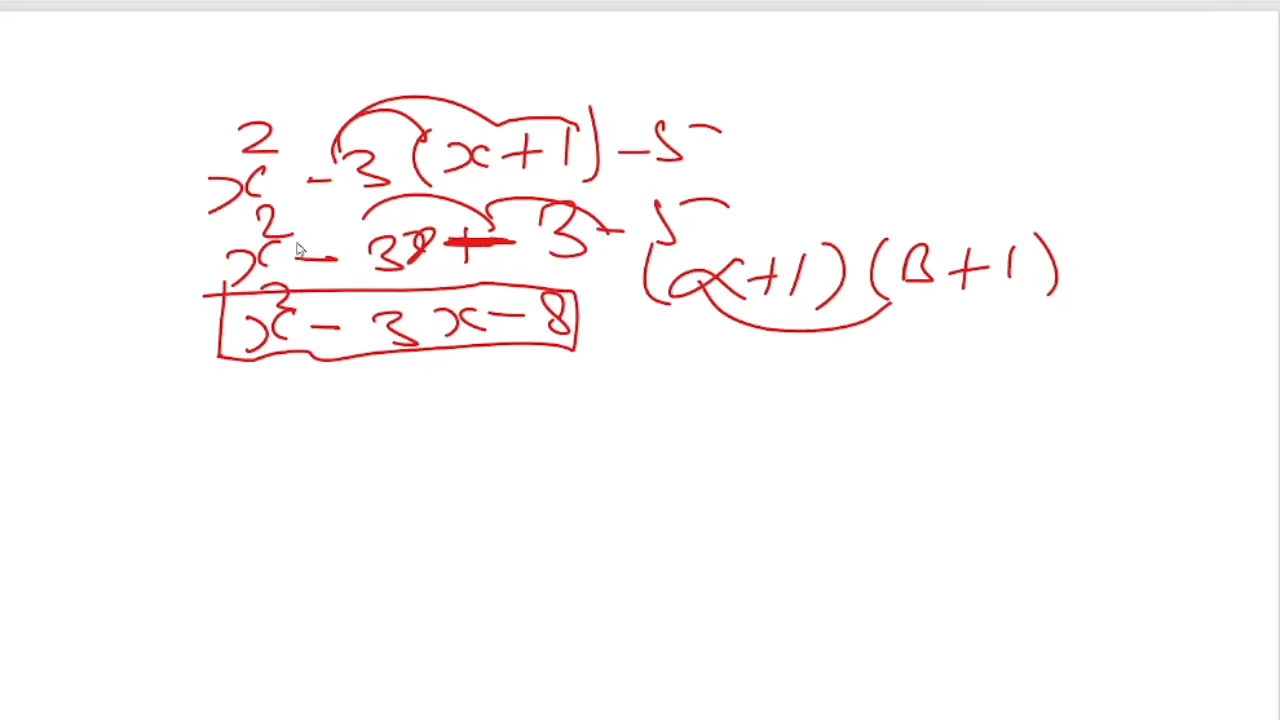 x² - 3(x+1) - 5
x² - 3x - 3 - 5
(α+1)(β+1)
x² - 3x - 8